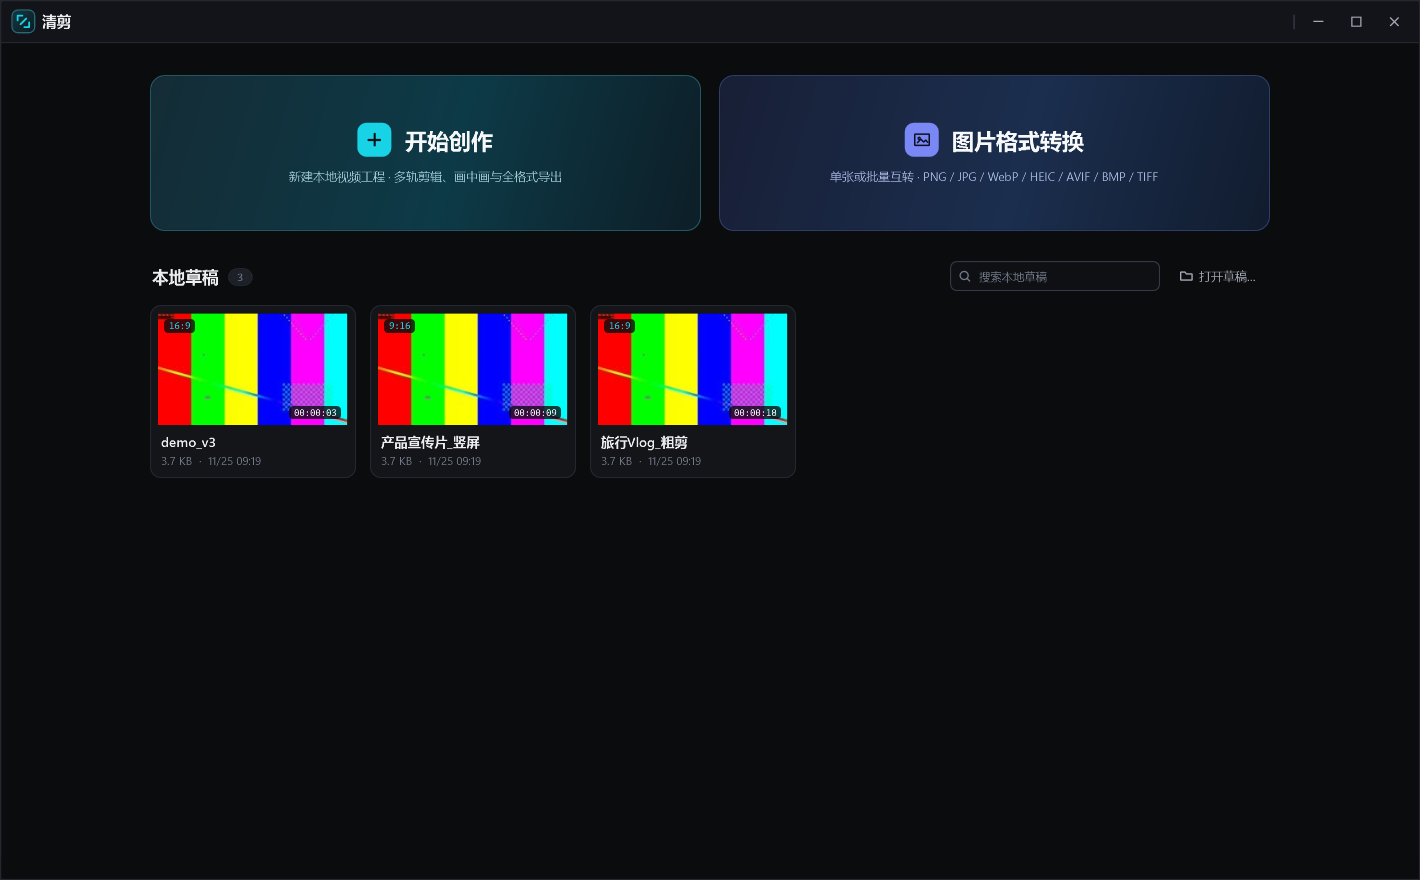 清剪
开始创作
新建本地视频工程 · 多轨剪辑、画中画与全格式导出
图片格式转换
单张或批量互转 · PNG / JPG / WebP / HEIC / AVIF / BMP / TIFF
本地草稿 3
搜索本地草稿
打开草稿...
16:9
00:00:03
demo_v3
3.7 KB · 11/25 09:19
9:16
00:00:09
产品宣传片_竖屏
3.7 KB · 11/25 09:19
16:9
00:00:10
旅行Vlog_粗剪
3.7 KB · 11/25 09:19